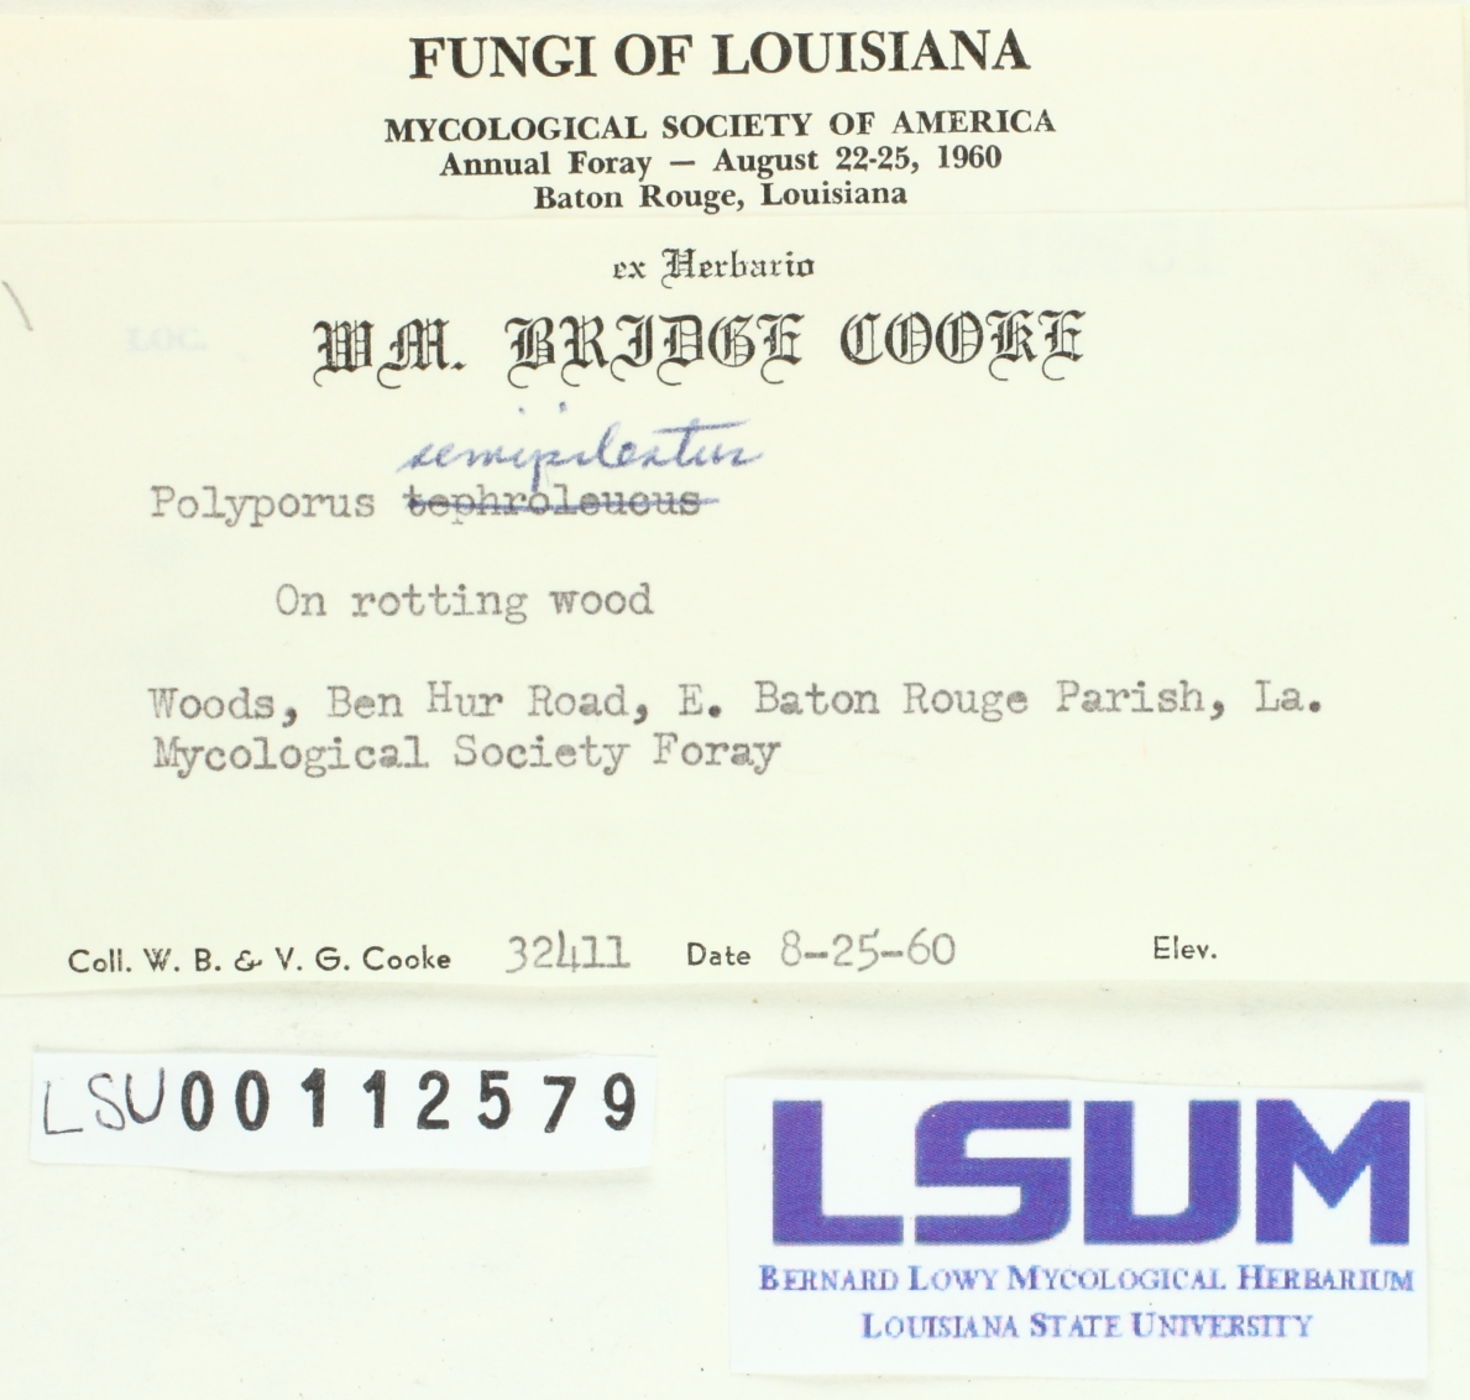 FUNGI OF LOUISIANA
MYCOLOGICAL SOCIETY OF AMERICA
Annual Foray — August 22-25, 1960
Baton Rouge, Louisiana
ex Herbario
WM. BRIDGE COOKE
semipileatus
Polyporus tephroleucus
On rotting wood
Woods, Ben Hur Road, E. Baton Rouge Parish, La.
Mycological Society Foray
Coll. W. B. & V. G. Cooke 32411 Date 8-25-60 Elev.
LSU00112579
LSUM
BERNARD LOWY MYCOLOGICAL HERBARIUM
LOUISIANA STATE UNIVERSITY